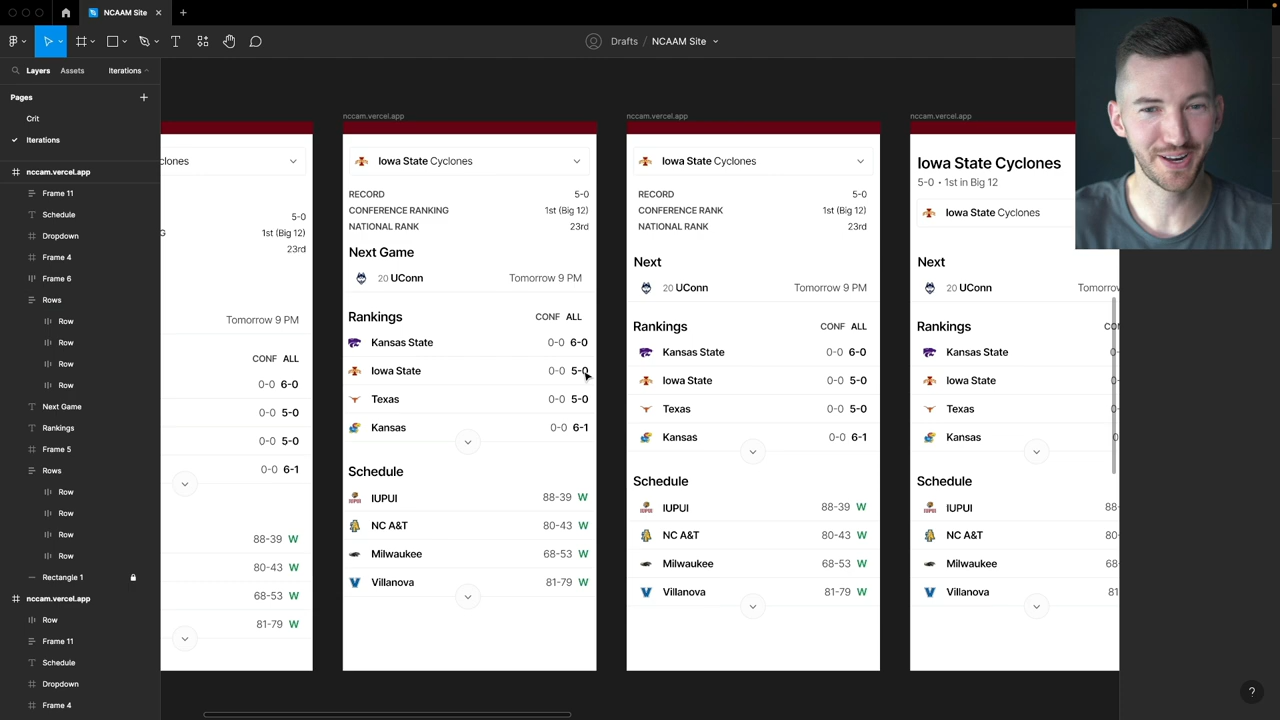 NCAAM Site
Drafts / NCAAM Site
Layers Assets Iterations
Pages
Crit
Iterations
nccam.vercel.app
Frame 11
Schedule
Dropdown
Frame 4
Frame 6
Rows
Row
Row
Row
Row
Next Game
Rankings
Frame 5
Rows
Row
Row
Row
Row
Rectangle 1
nccam.vercel.app
Row
Frame 11
Schedule
Dropdown
Frame 4
clones
5-0
G 1st (Big 12)
23rd
Tomorrow 9 PM
CONF ALL
0-0 6-0
0-0 5-0
0-0 5-0
0-0 6-1
88-39 W
80-43 W
68-53 W
81-79 W
nccam.vercel.app
Iowa State Cyclones
RECORD 5-0
CONFERENCE RANKING 1st (Big 12)
NATIONAL RANK 23rd
Next Game
20 UConn Tomorrow 9 PM
Rankings CONF ALL
Kansas State 0-0 6-0
Iowa State 0-0 5-0
Texas 0-0 5-0
Kansas 0-0 6-1
Schedule
IUPUI 88-39 W
NC A&T 80-43 W
Milwaukee 68-53 W
Villanova 81-79 W
nccam.vercel.app
Iowa State Cyclones
RECORD 5-0
CONFERENCE RANK 1st (Big 12)
NATIONAL RANK 23rd
Next
20 UConn Tomorrow 9 PM
Rankings CONF ALL
Kansas State 0-0 6-0
Iowa State 0-0 5-0
Texas 0-0 5-0
Kansas 0-0 6-1
Schedule
IUPUI 88-39 W
NC A&T 80-43 W
Milwaukee 68-53 W
Villanova 81-79 W
nccam.vercel.app
Iowa State Cyclones
5-0 • 1st in Big 12
Iowa State Cyclones
Next
20 UConn Tomorrow
Rankings CO
Kansas State 0-
Iowa State 0-
Texas 0-
Kansas 0
Schedule
IUPUI 88-
NC A&T 80-
Milwaukee 68
Villanova 81